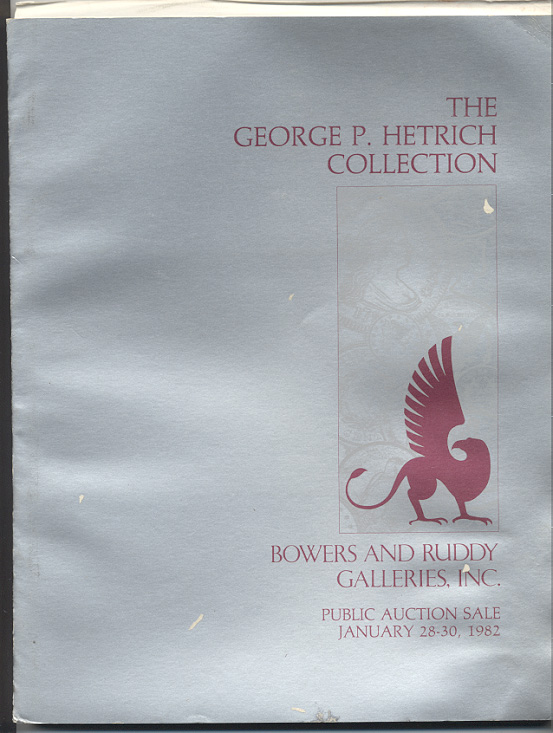 THE
GEORGE P. HETRICH
COLLECTION
BOWERS AND RUDDY
GALLERIES, INC.
PUBLIC AUCTION SALE
JANUARY 28-30, 1982